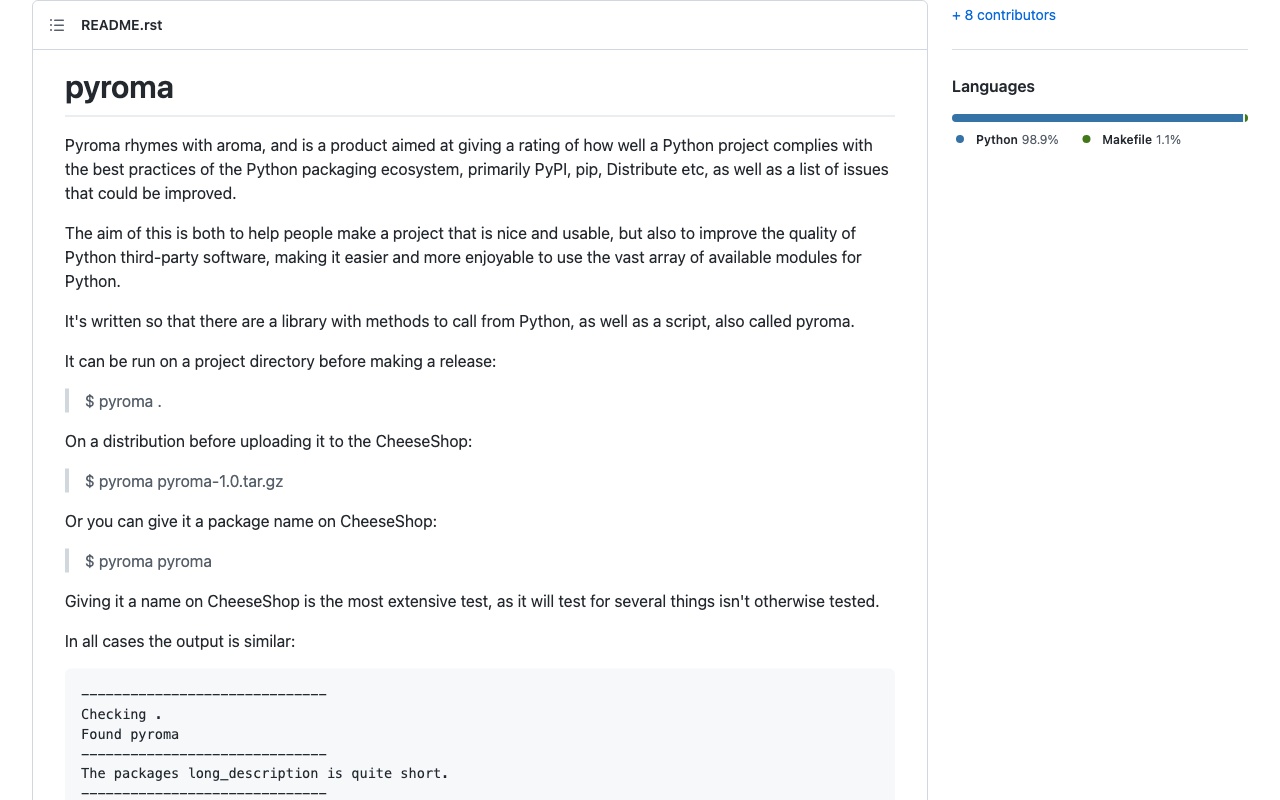 README.rst
pyroma
Pyroma rhymes with aroma, and is a product aimed at giving a rating of how well a Python project complies with
the best practices of the Python packaging ecosystem, primarily PyPI, pip, Distribute etc, as well as a list of issues
that could be improved.
The aim of this is both to help people make a project that is nice and usable, but also to improve the quality of
Python third-party software, making it easier and more enjoyable to use the vast array of available modules for
Python.
It's written so that there are a library with methods to call from Python, as well as a script, also called pyroma.
It can be run on a project directory before making a release:
$ pyroma .
On a distribution before uploading it to the CheeseShop:
$ pyroma pyroma-1.0.tar.gz
Or you can give it a package name on CheeseShop:
$ pyroma pyroma
Giving it a name on CheeseShop is the most extensive test, as it will test for several things isn't otherwise tested.
In all cases the output is similar:
------------------------------
Checking .
Found pyroma
------------------------------
The packages long_description is quite short.
------------------------------
+ 8 contributors
Languages
Python 98.9%
Makefile 1.1%